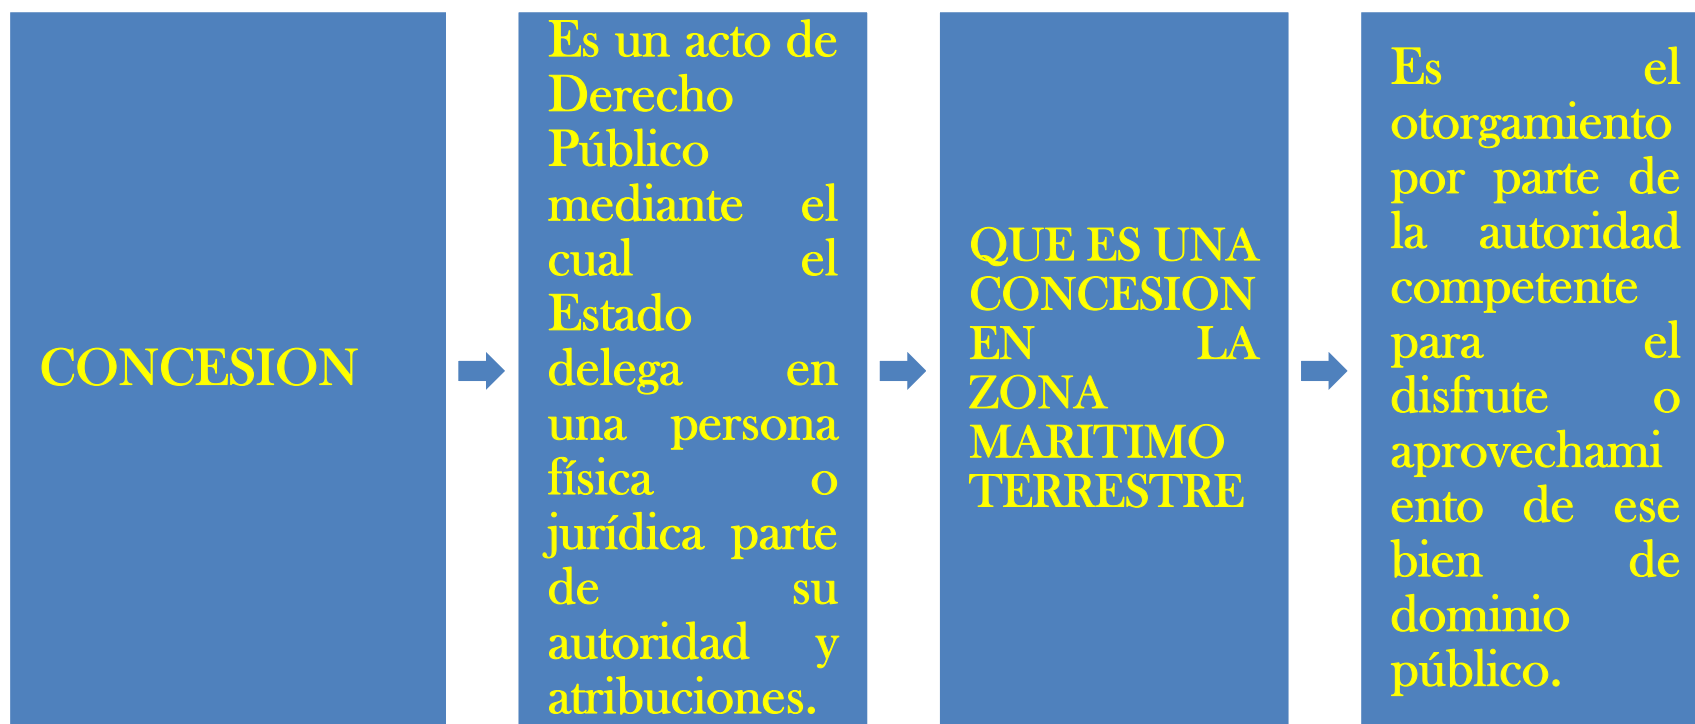 CONCESION
Es un acto de
Derecho
Público
mediante el
cual el
Estado
delega en
una persona
física o
jurídica parte
de su
autoridad y
atribuciones.
QUE ES UNA
CONCESION
EN LA
ZONA
MARITIMO
TERRESTRE
Es el
otorgamiento
por parte de
la autoridad
competente
para el
disfrute o
aprovechami
ento de ese
bien de
dominio
público.